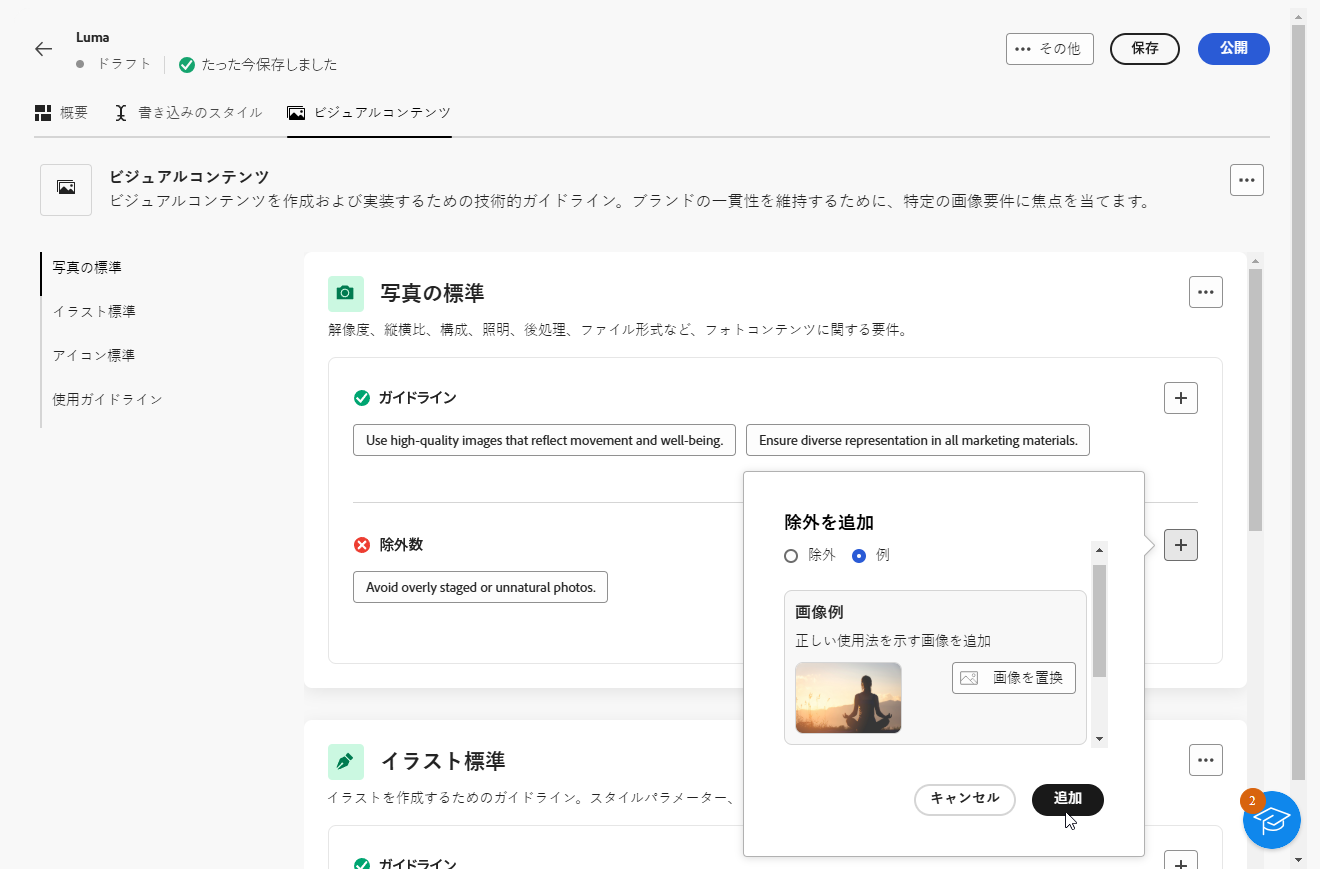 Luma
ドラフト
たった今保存しました
その他
保存
公開
概要
書き込みのスタイル
ビジュアルコンテンツ
ビジュアルコンテンツ
ビジュアルコンテンツを作成および実装するための技術的ガイドライン。ブランドの一貫性を維持するために、特定の画像要件に焦点を当てます。
写真の標準
イラスト標準
アイコン標準
使用ガイドライン
写真の標準
解像度、縦横比、構成、照明、後処理、ファイル形式など、フォトコンテンツに関する要件。
ガイドライン
Use high-quality images that reflect movement and well-being.
Ensure diverse representation in all marketing materials.
除外数
Avoid overly staged or unnatural photos.
除外を追加
除外
例
画像例
正しい使用法を示す画像を追加
画像を置換
キャンセル
追加
イラスト標準
イラストを作成するためのガイドライン。スタイルパラメーター、
ガイドライン
2